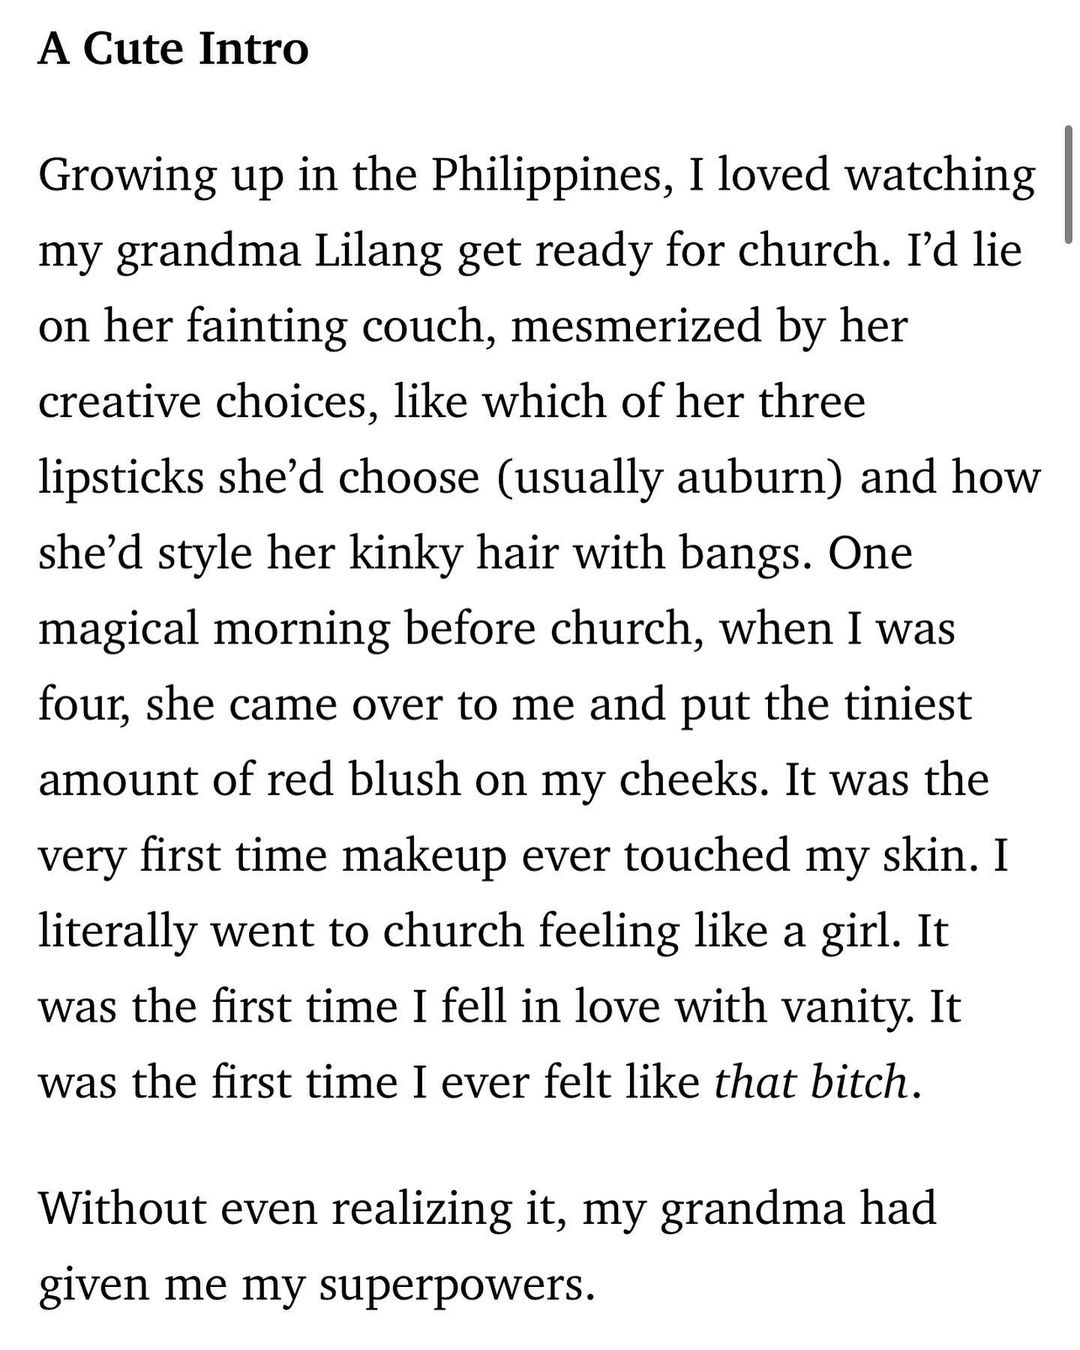 A Cute Intro
Growing up in the Philippines, I loved watching
my grandma Lilang get ready for church. I’d lie
on her fainting couch, mesmerized by her
creative choices, like which of her three
lipsticks she’d choose (usually auburn) and how
she’d style her kinky hair with bangs. One
magical morning before church, when I was
four, she came over to me and put the tiniest
amount of red blush on my cheeks. It was the
very first time makeup ever touched my skin. I
literally went to church feeling like a girl. It
was the first time I fell in love with vanity. It
was the first time I ever felt like that bitch.
Without even realizing it, my grandma had
given me my superpowers.